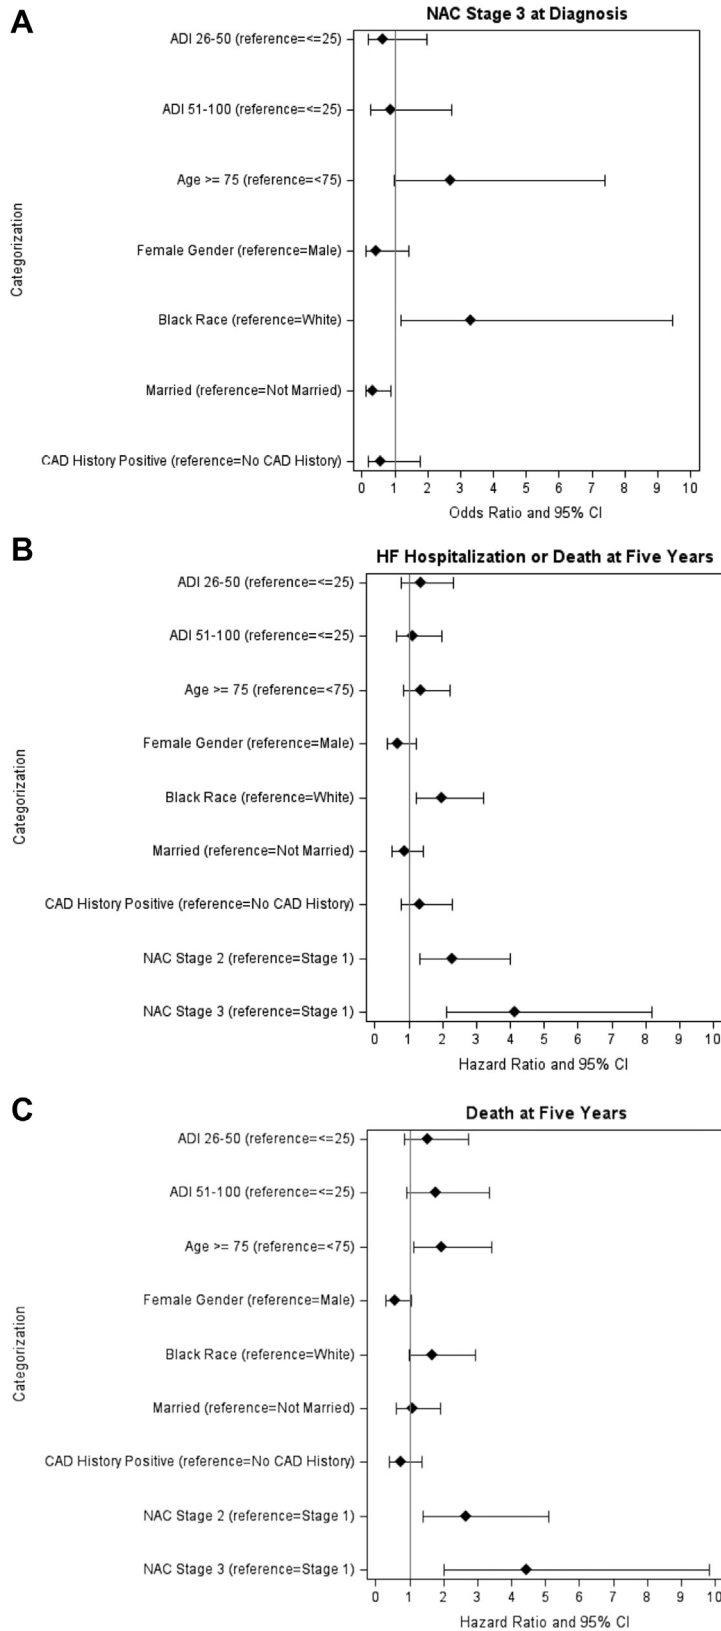 A
NAC Stage 3 at Diagnosis
Categorization
ADI 26-50 (reference=<=25)
ADI 51-100 (reference=<=25)
Age >= 75 (reference=<75)
Female Gender (reference=Male)
Black Race (reference=White)
Married (reference=Not Married)
CAD History Positive (reference=No CAD History)
0 1 2 3 4 5 6 7 8 9 10
Odds Ratio and 95% CI
B
HF Hospitalization or Death at Five Years
Categorization
ADI 26-50 (reference=<=25)
ADI 51-100 (reference=<=25)
Age >= 75 (reference=<75)
Female Gender (reference=Male)
Black Race (reference=White)
Married (reference=Not Married)
CAD History Positive (reference=No CAD History)
NAC Stage 2 (reference=Stage 1)
NAC Stage 3 (reference=Stage 1)
0 1 2 3 4 5 6 7 8 9 10
Hazard Ratio and 95% CI
C
Death at Five Years
Categorization
ADI 26-50 (reference=<=25)
ADI 51-100 (reference=<=25)
Age >= 75 (reference=<75)
Female Gender (reference=Male)
Black Race (reference=White)
Married (reference=Not Married)
CAD History Positive (reference=No CAD History)
NAC Stage 2 (reference=Stage 1)
NAC Stage 3 (reference=Stage 1)
0 1 2 3 4 5 6 7 8 9 10
Hazard Ratio and 95% CI